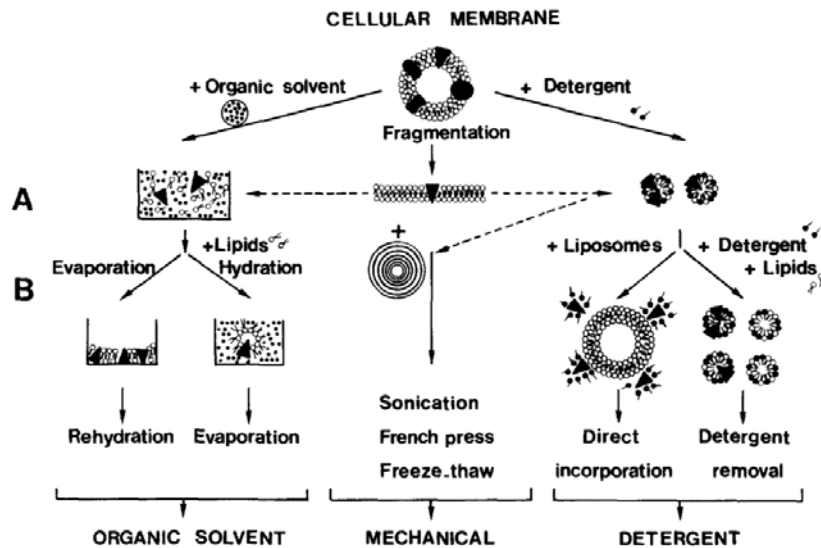 CELLULAR MEMBRANE
+ Organic solvent
+ Detergent
Fragmentation
A
+
+Lipids
Evaporation
Hydration
+ Liposomes
+ Detergent
+ Lipids
B
Sonication
French press
Freeze-thaw
Rehydration
Evaporation
Direct
incorporation
Detergent
removal
ORGANIC SOLVENT
MECHANICAL
DETERGENT